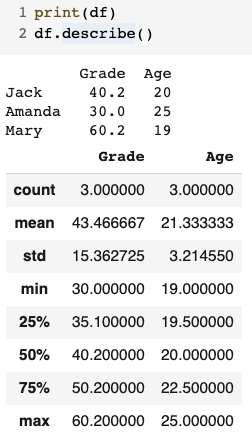 1 print(df)
2 df.describe()
Grade Age
Jack 40.2 20
Amanda 30.0 25
Mary 60.2 19
Grade Age
count 3.000000 3.000000
mean 43.466667 21.333333
std 15.362725 3.214550
min 30.000000 19.000000
25% 35.100000 19.500000
50% 40.200000 20.000000
75% 50.200000 22.500000
max 60.200000 25.000000